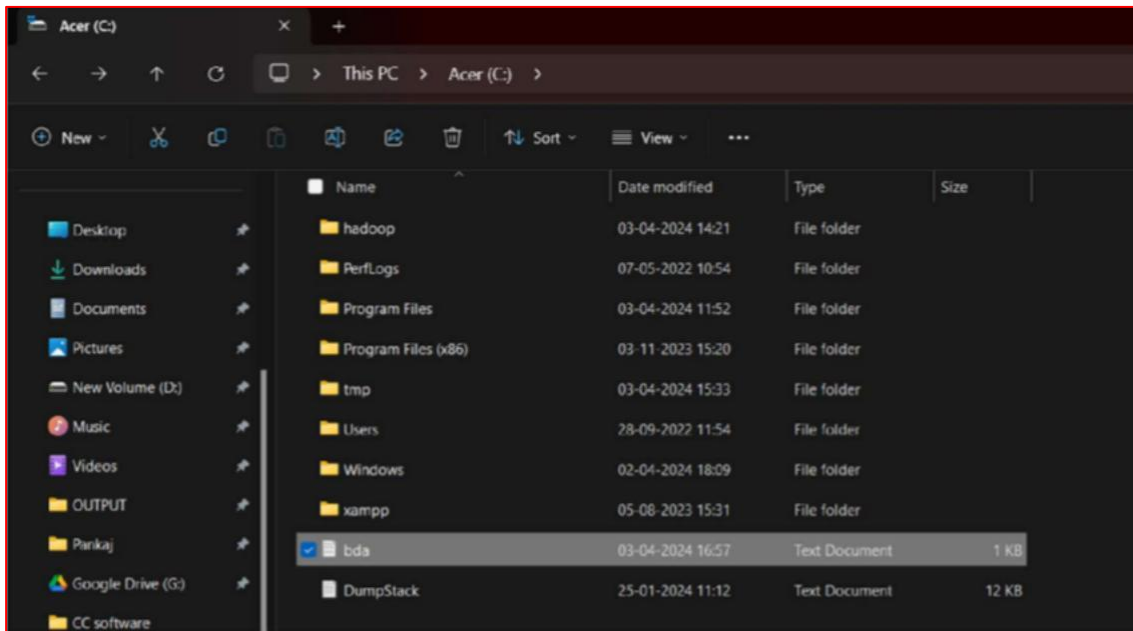 Acer (C:)
This PC > Acer (C:) >
New Sort View ...
Name Date modified Type Size
Desktop
Downloads
Documents
Pictures
New Volume (D:)
Music
Videos
OUTPUT
Pankaj
Google Drive (G:)
CC software
hadoop 03-04-2024 14:21 File folder
PerfLogs 07-05-2022 10:54 File folder
Program Files 03-04-2024 11:52 File folder
Program Files (x86) 03-11-2023 15:20 File folder
tmp 03-04-2024 15:33 File folder
Users 28-09-2022 11:54 File folder
Windows 02-04-2024 18:09 File folder
xampp 05-08-2023 15:31 File folder
bda 03-04-2024 16:57 Text Document 1 KB
DumpStack 25-01-2024 11:12 Text Document 12 KB